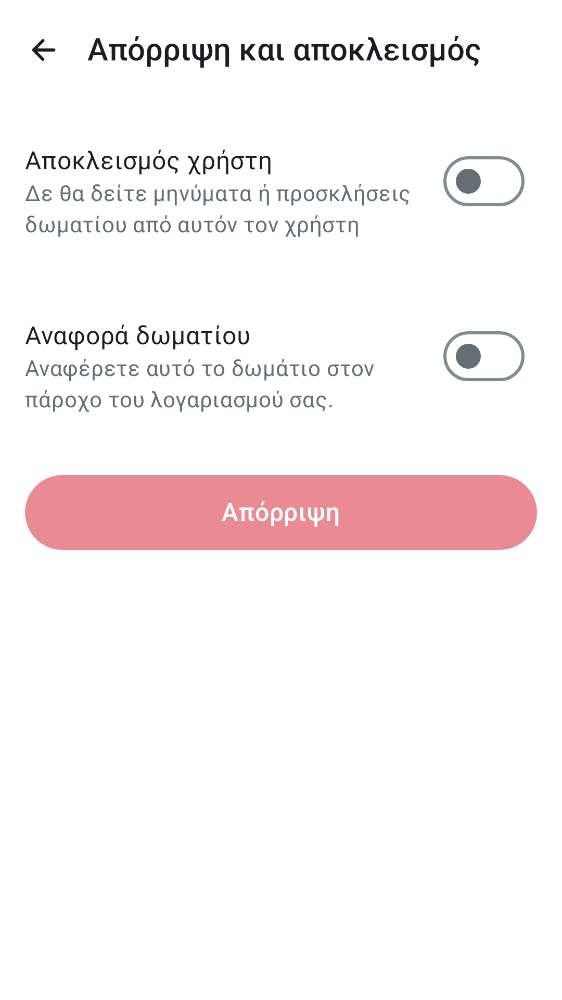 Απόρριψη και αποκλεισμός
Αποκλεισμός χρήστη
Δε θα δείτε μηνύματα ή προσκλήσεις
δωματίου από αυτόν τον χρήστη
Αναφορά δωματίου
Αναφέρετε αυτό το δωμάτιο στον
πάροχο του λογαριασμού σας.
Απόρριψη